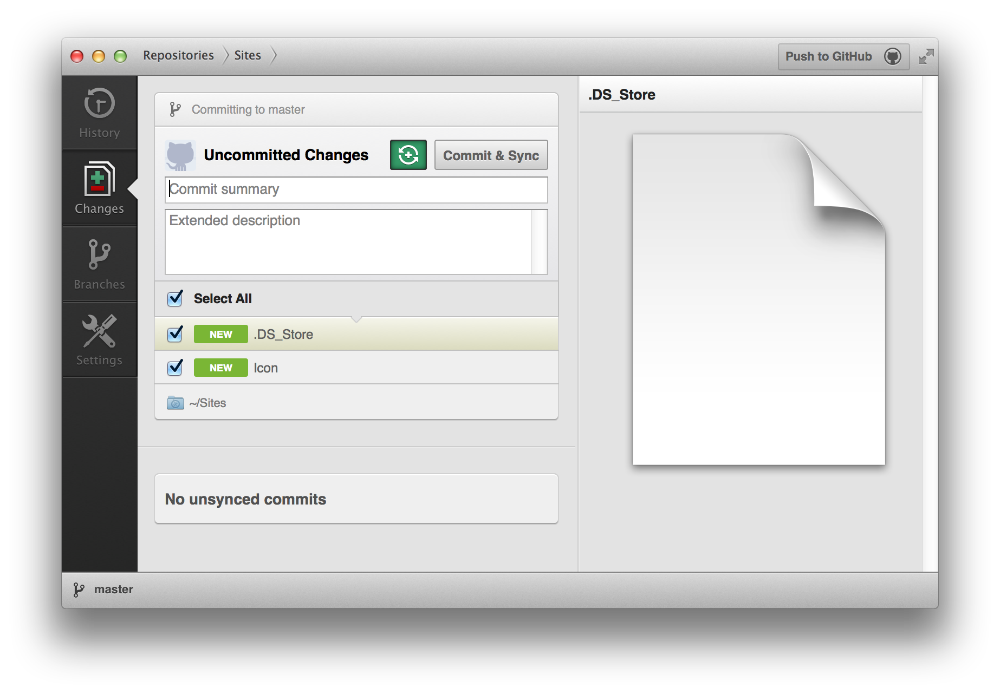 Repositories
Sites
Push to GitHub
History
Changes
Branches
Settings
Committing to master
Uncommitted Changes
Commit & Sync
Commit summary
Extended description
Select All
NEW .DS_Store
NEW Icon
~/Sites
No unsynced commits
.DS_Store
master